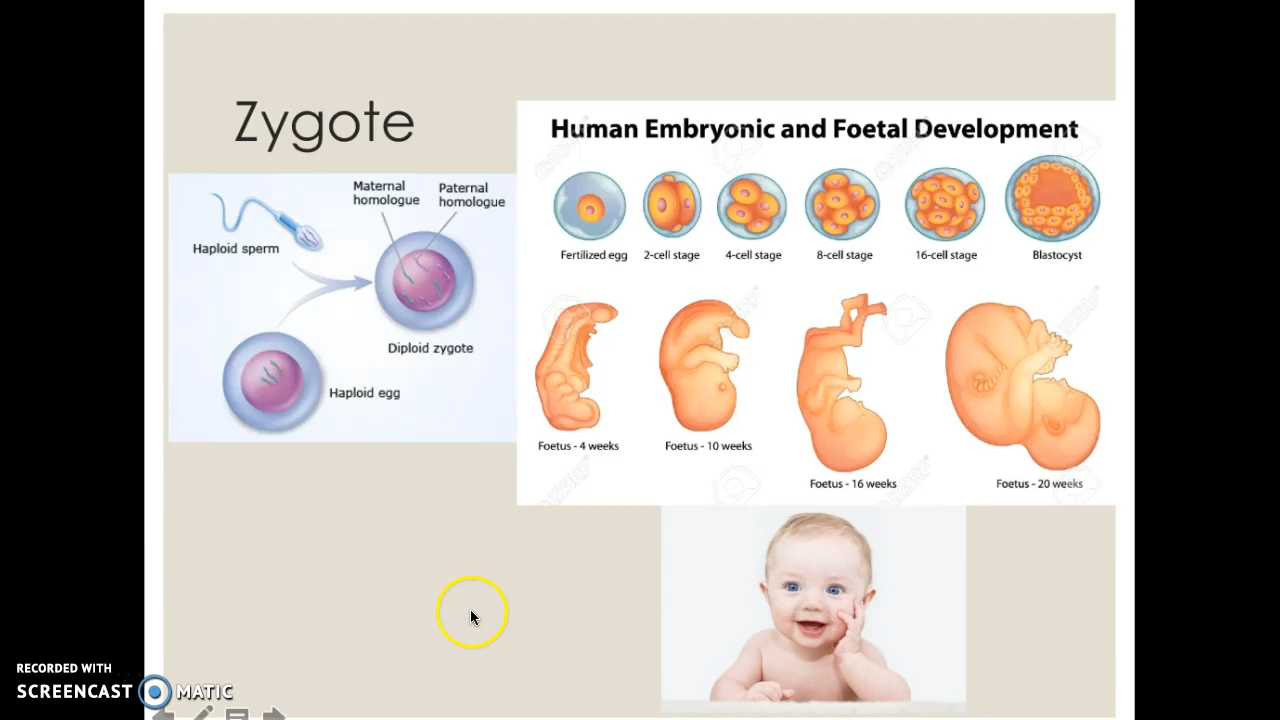 Zygote
Maternal
homologue
Paternal
homologue
Haploid sperm
Diploid zygote
Haploid egg
Human Embryonic and Foetal Development
Fertilized egg
2-cell stage
4-cell stage
8-cell stage
16-cell stage
Blastocyst
Foetus - 4 weeks
Foetus - 10 weeks
Foetus - 16 weeks
Foetus - 20 weeks
RECORDED WITH
SCREENCAST MATIC